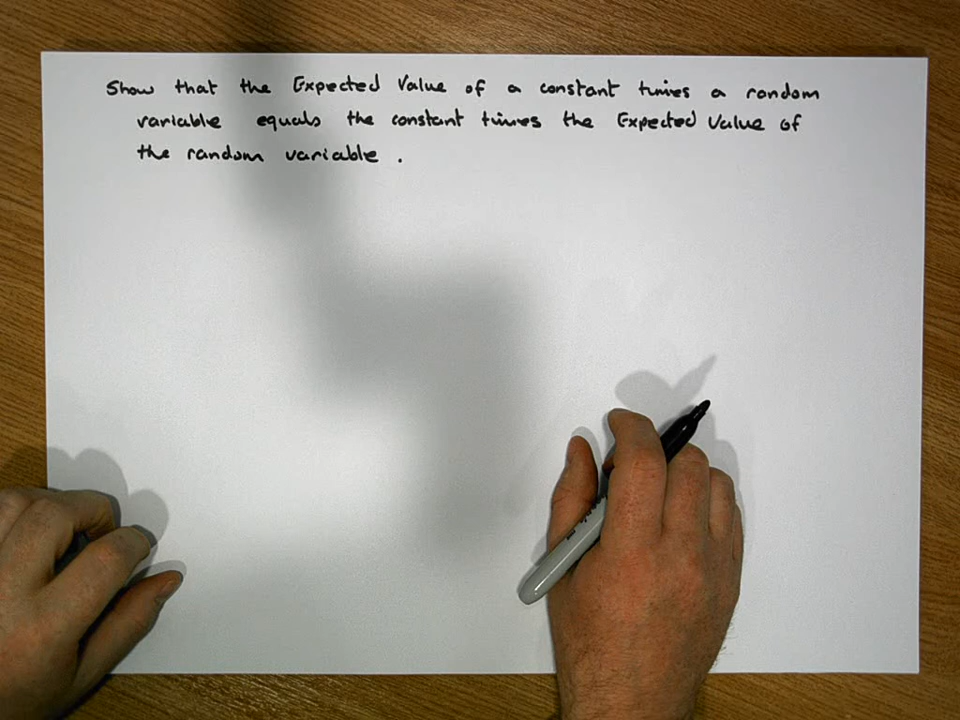 Show that the Expected Value of a constant times a random
variable equals the constant times the Expected Value of
the random variable .